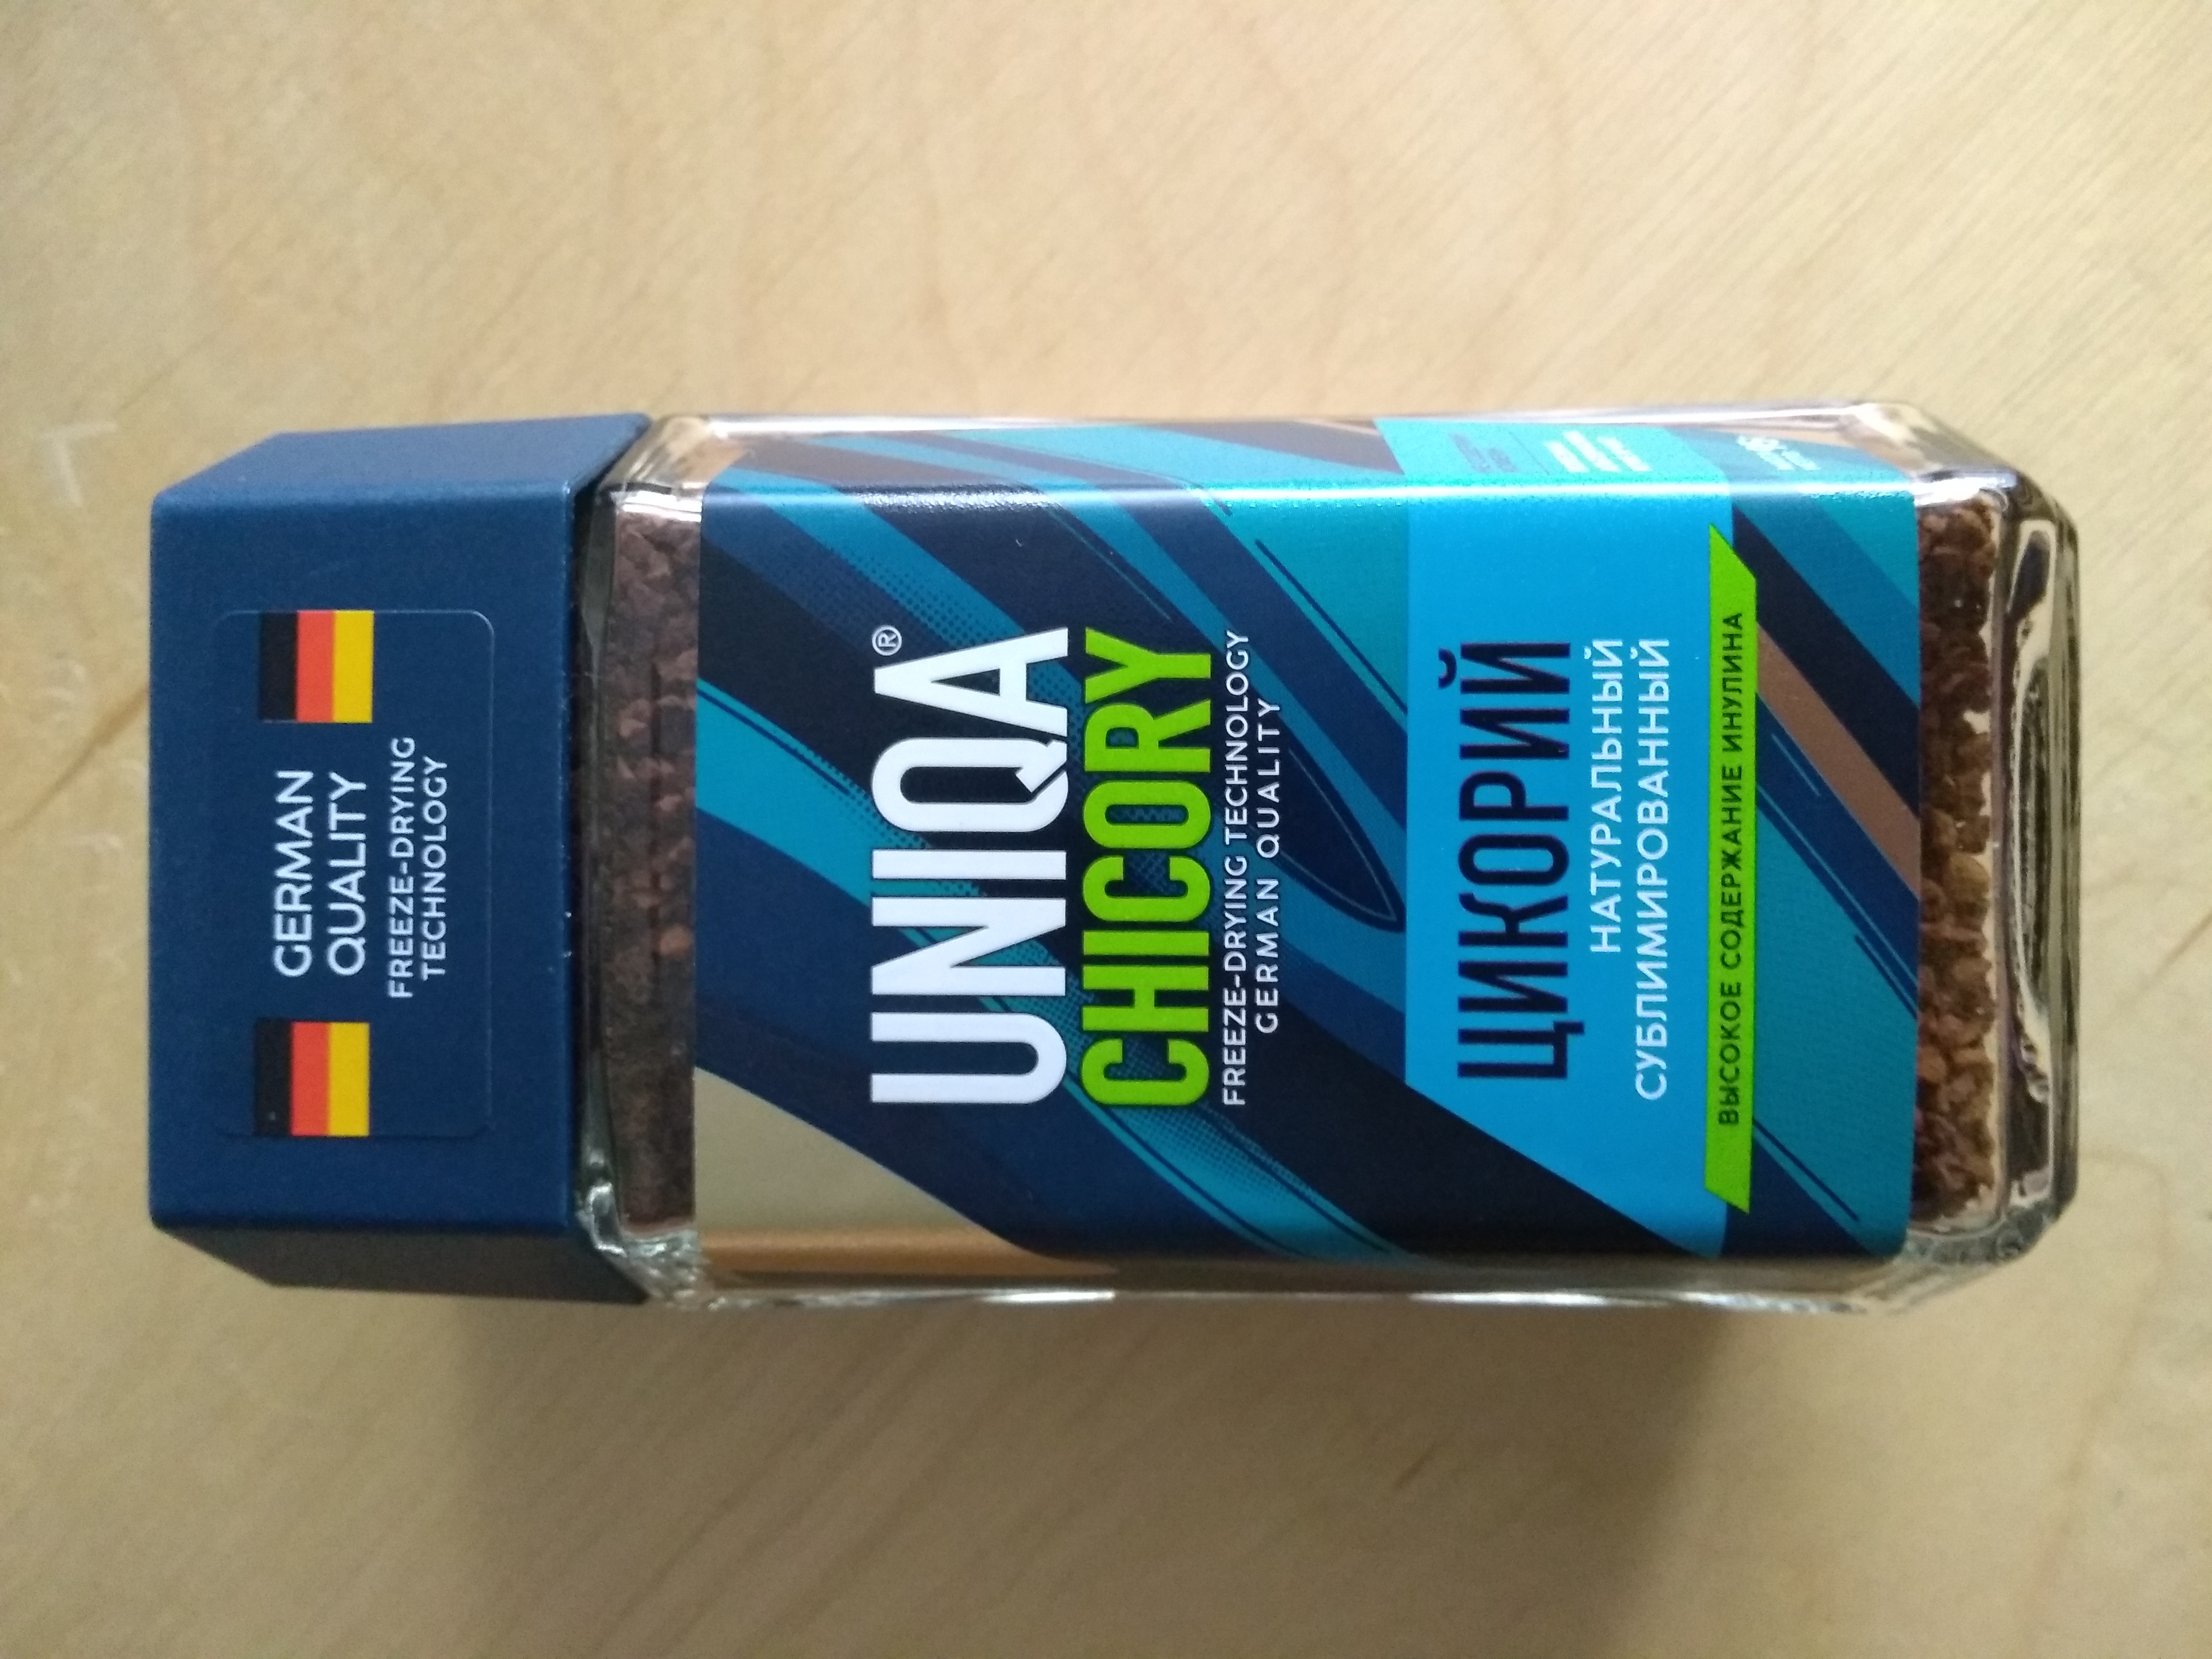 GERMAN
QUALITY
FREEZE-DRYING
TECHNOLOGY
UNIQA®
CHICORY
FREEZE-DRYING TECHNOLOGY
GERMAN QUALITY
ЦИКОРИЙ
НАТУРАЛЬНЫЙ
СУБЛИМИРОВАННЫЙ
ВЫСОКОЕ СОДЕРЖАНИЕ ИНУЛИНА